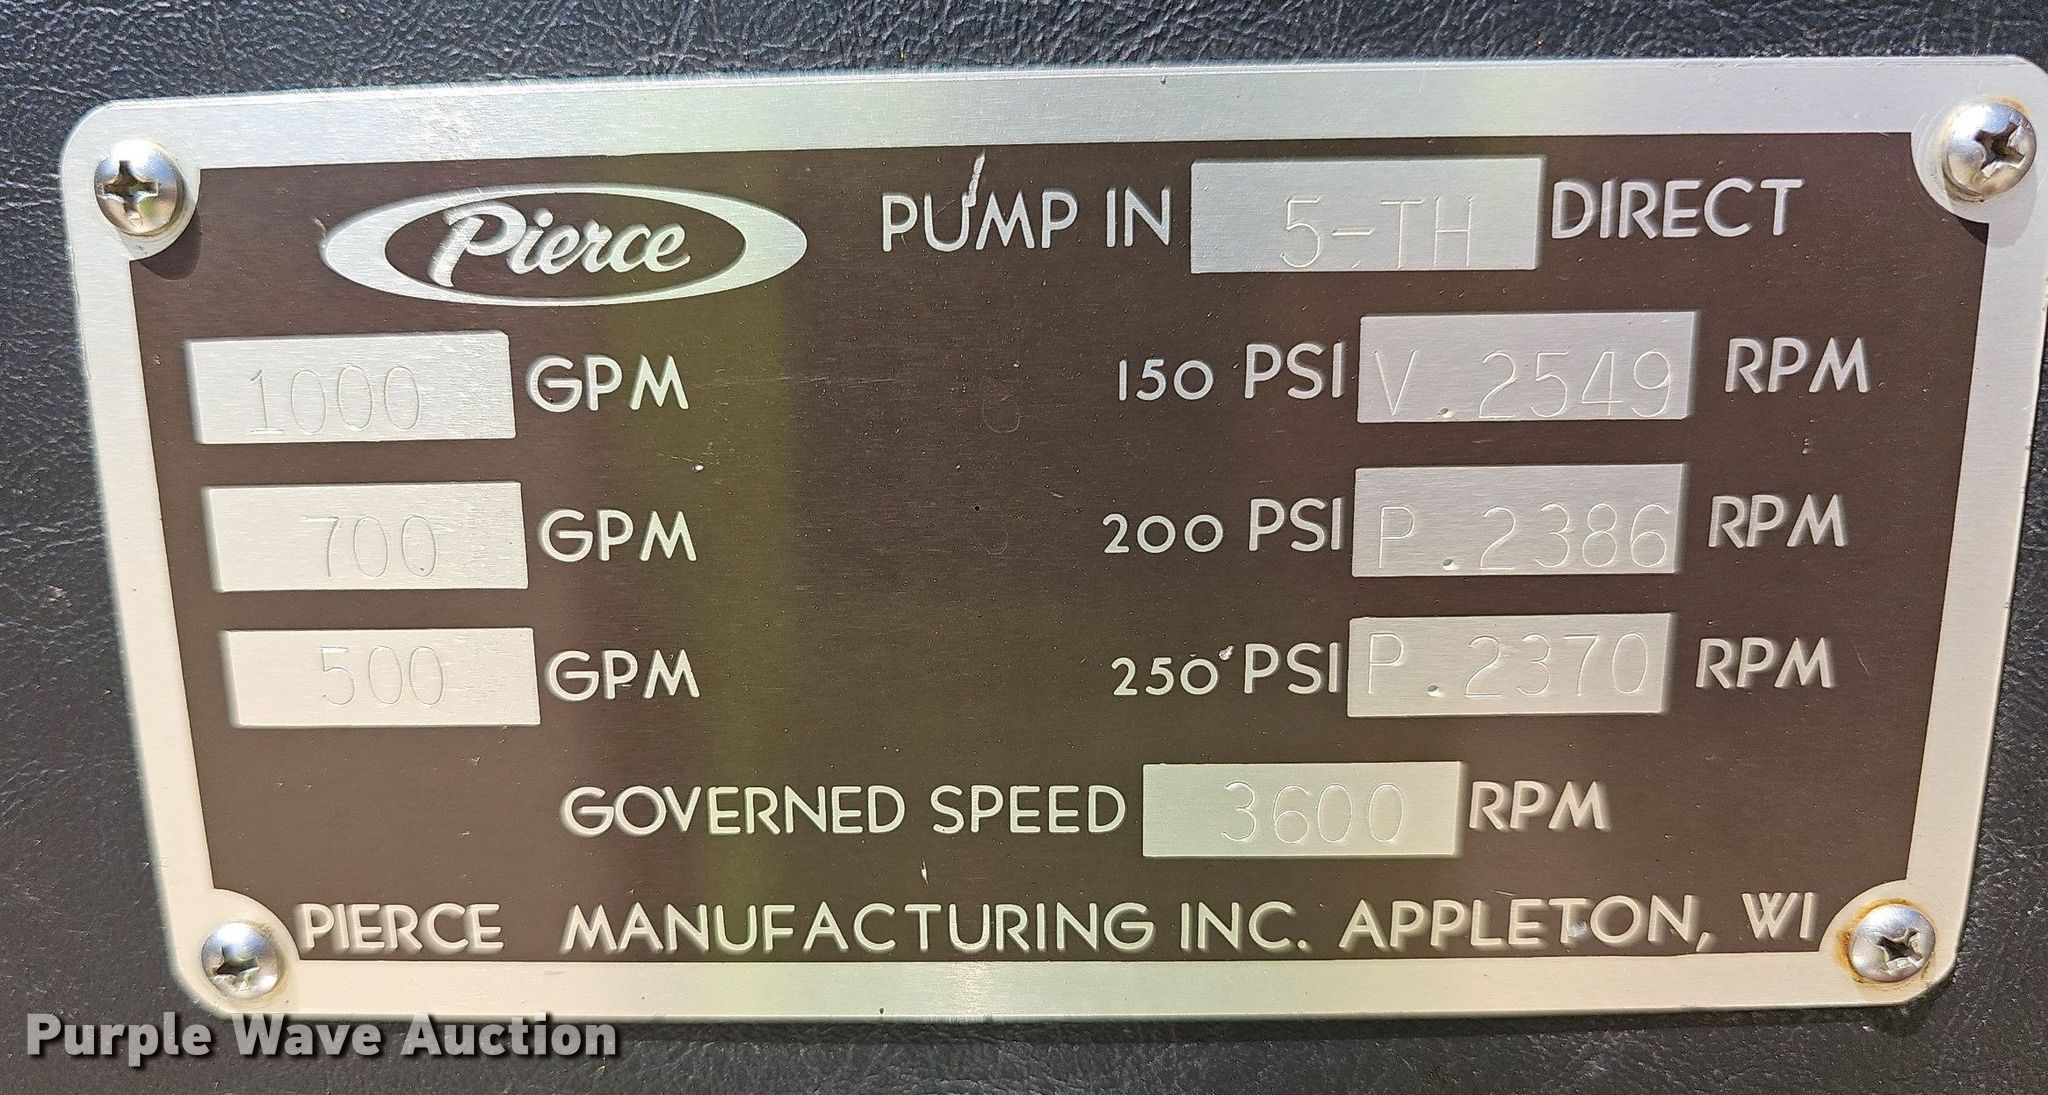 Pierce PUMP IN 5-TH DIRECT
1000 GPM 150 PSI V.2549 RPM
700 GPM 200 PSI P.2386 RPM
500 GPM 250 PSI P.2370 RPM
GOVERNED SPEED 3600 RPM
PIERCE MANUFACTURING INC. APPLETON, WI
Purple Wave Auction